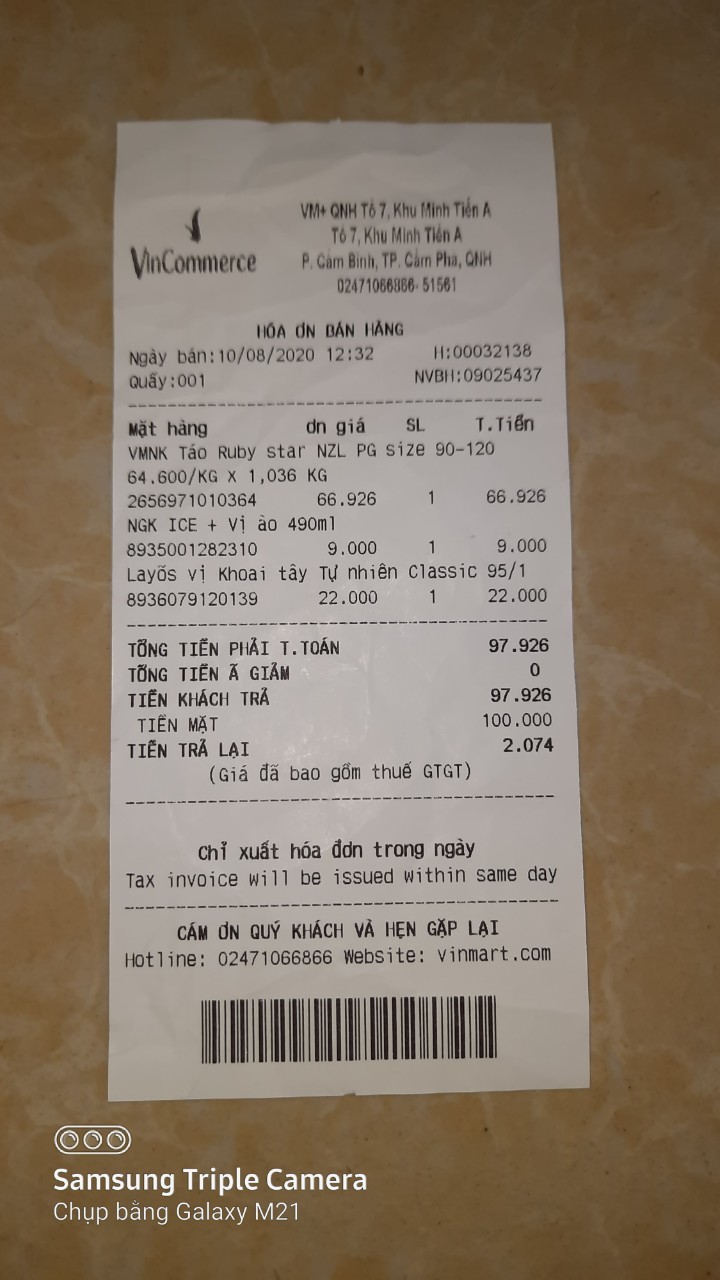 VinCommerce
VM+ QNH Tổ 7, Khu Minh Tiến A
Tổ 7, Khu Minh Tiến A
P. Cẩm Bình, TP. Cẩm Phả, QNH
02471066866- 51561
HÓA ƠN BÁN HÀNG
Ngày bán:10/08/2020 12:32 H:00032138
Quầy:001 NVBH:09025437
Mặt hàng ơn giá SL T.Tiền
VMNK Táo Ruby star NZL PG size 90-120
64.600/KG X 1,036 KG
2656971010364 66.926 1 66.926
NGK ICE + Vị ào 490ml
8935001282310 9.000 1 9.000
Layõs vị Khoai tây Tự nhiên Classic 95/1
8936079120139 22.000 1 22.000
TỔNG TIỀN PHẢI T.TOÁN 97.926
TỔNG TIỀN Ã GIẢM 0
TIỀN KHÁCH TRẢ 97.926
TIỀN MẶT 100.000
TIỀN TRẢ LẠI 2.074
(Giá đã bao gồm thuế GTGT)
Chỉ xuất hóa đơn trong ngày
Tax invoice will be issued within same day
CÁM ƠN QUÝ KHÁCH VÀ HẸN GẶP LẠI
Hotline: 02471066866 Website: vinmart.com
Samsung Triple Camera
Chụp bằng Galaxy M21